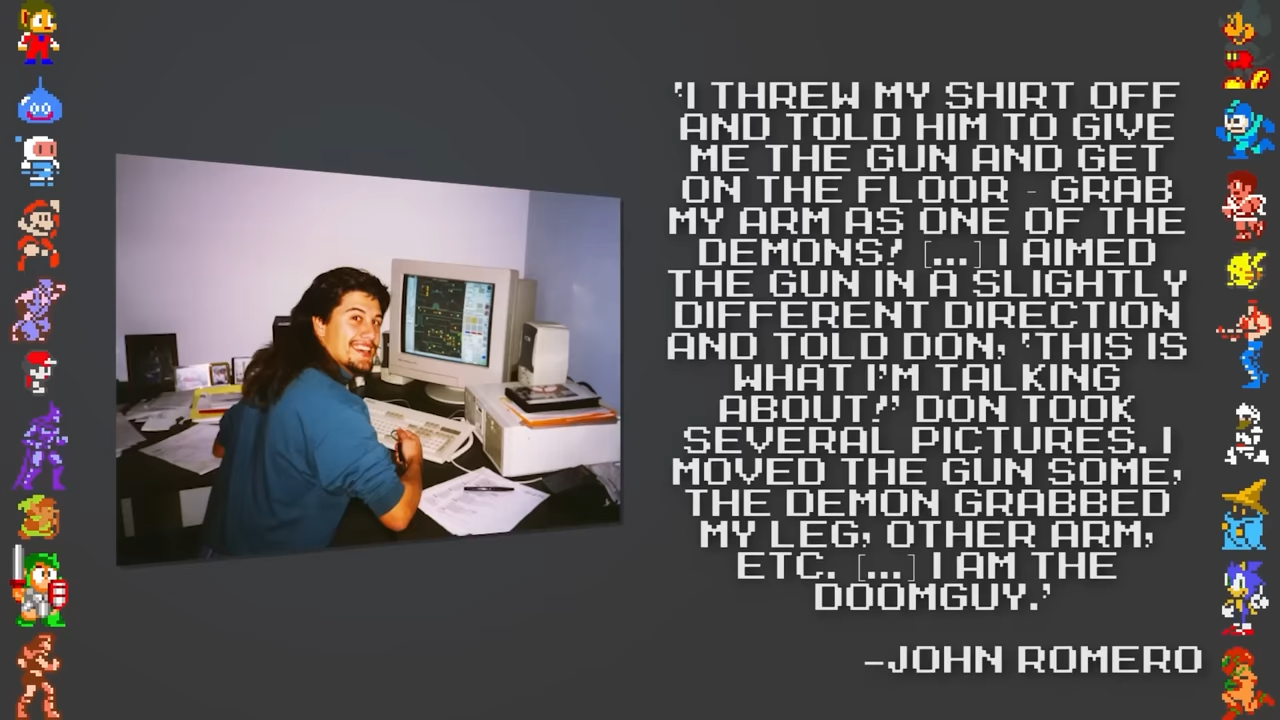 'I THREW MY SHIRT OFF
AND TOLD HIM TO GIVE
ME THE GUN AND GET
ON THE FLOOR - GRAB
MY ARM AS ONE OF THE
DEMONS! [...] I AIMED
THE GUN IN A SLIGHTLY
DIFFERENT DIRECTION
AND TOLD DON, 'THIS IS
WHAT I'M TALKING
ABOUT!' DON TOOK
SEVERAL PICTURES. I
MOVED THE GUN SOME,
THE DEMON GRABBED
MY LEG, OTHER ARM,
ETC. [...] I AM THE
DOOMGUY.'
-JOHN ROMERO